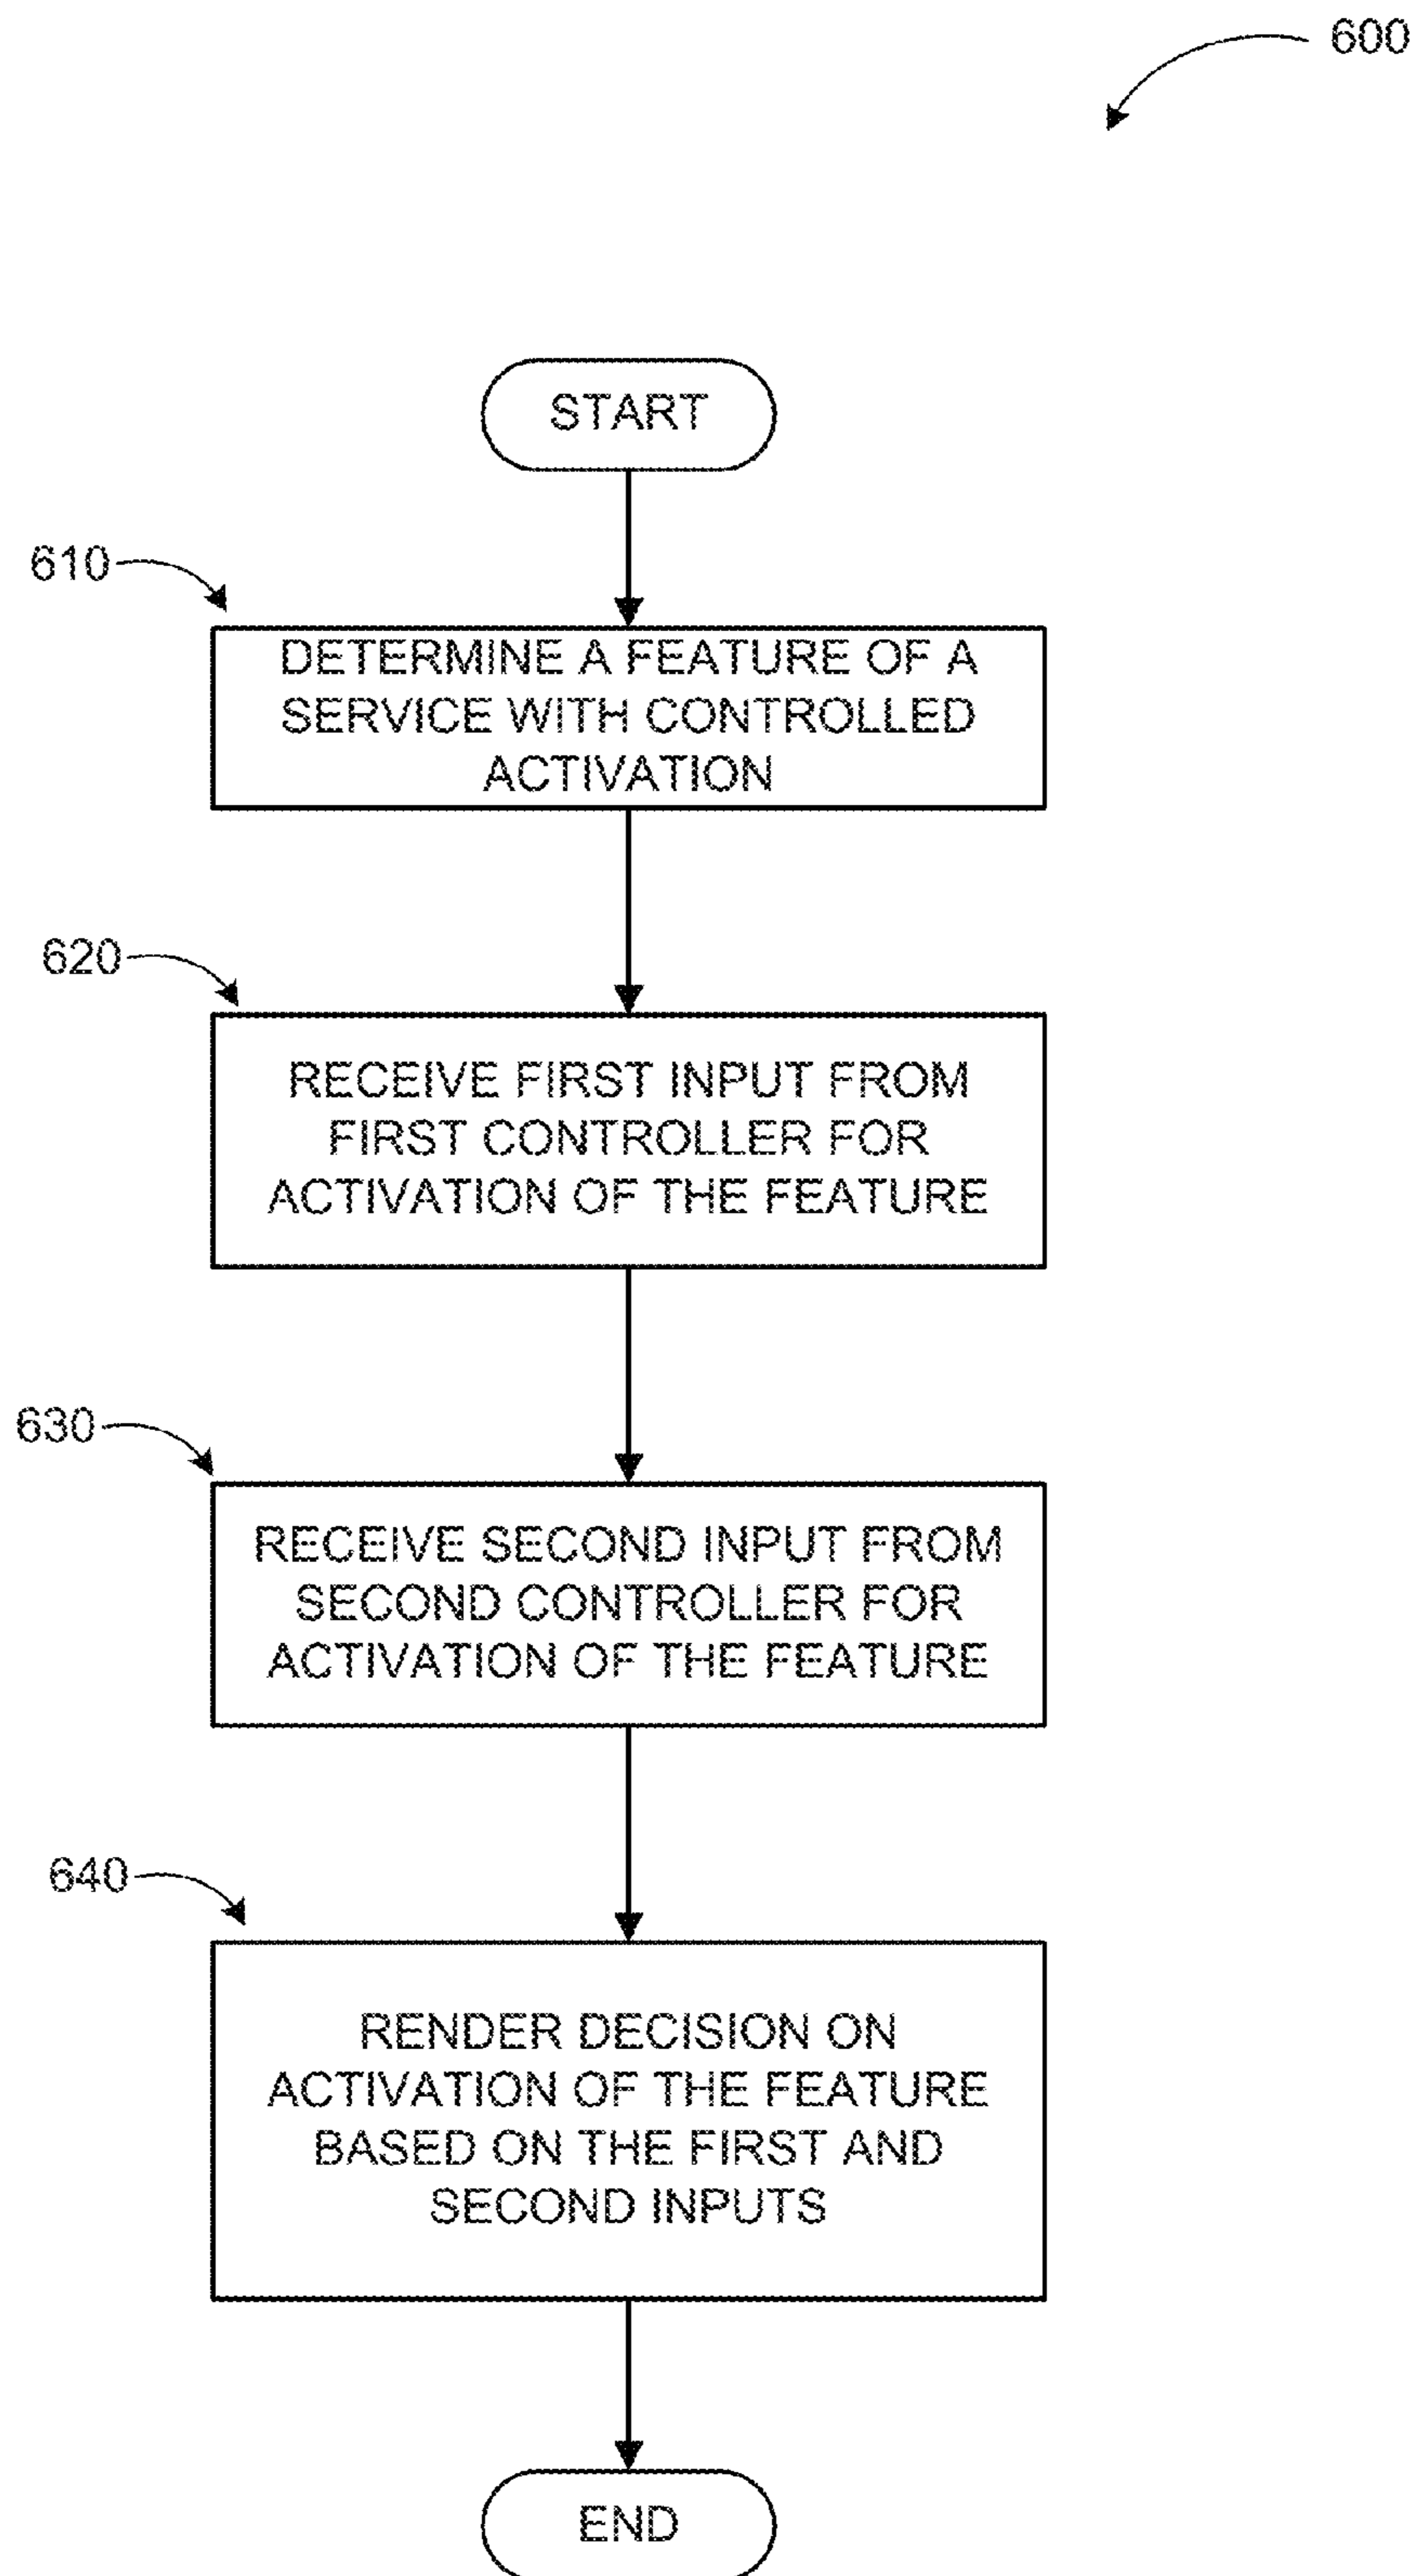 600
START
610
DETERMINE A FEATURE OF A
SERVICE WITH CONTROLLED
ACTIVATION
620
RECEIVE FIRST INPUT FROM
FIRST CONTROLLER FOR
ACTIVATION OF THE FEATURE
630
RECEIVE SECOND INPUT FROM
SECOND CONTROLLER FOR
ACTIVATION OF THE FEATURE
640
RENDER DECISION ON
ACTIVATION OF THE FEATURE
BASED ON THE FIRST AND
SECOND INPUTS
END